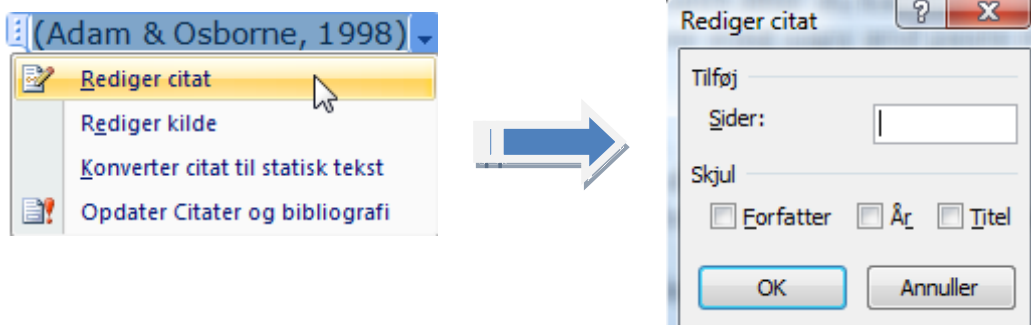 (Adam & Osborne, 1998)
Rediger citat
Rediger kilde
Konverter citat til statisk tekst
Opdater Citater og bibliografi
Rediger citat
Tilføj
Sider:
Skjul
Forfatter År Titel
OK Annuller